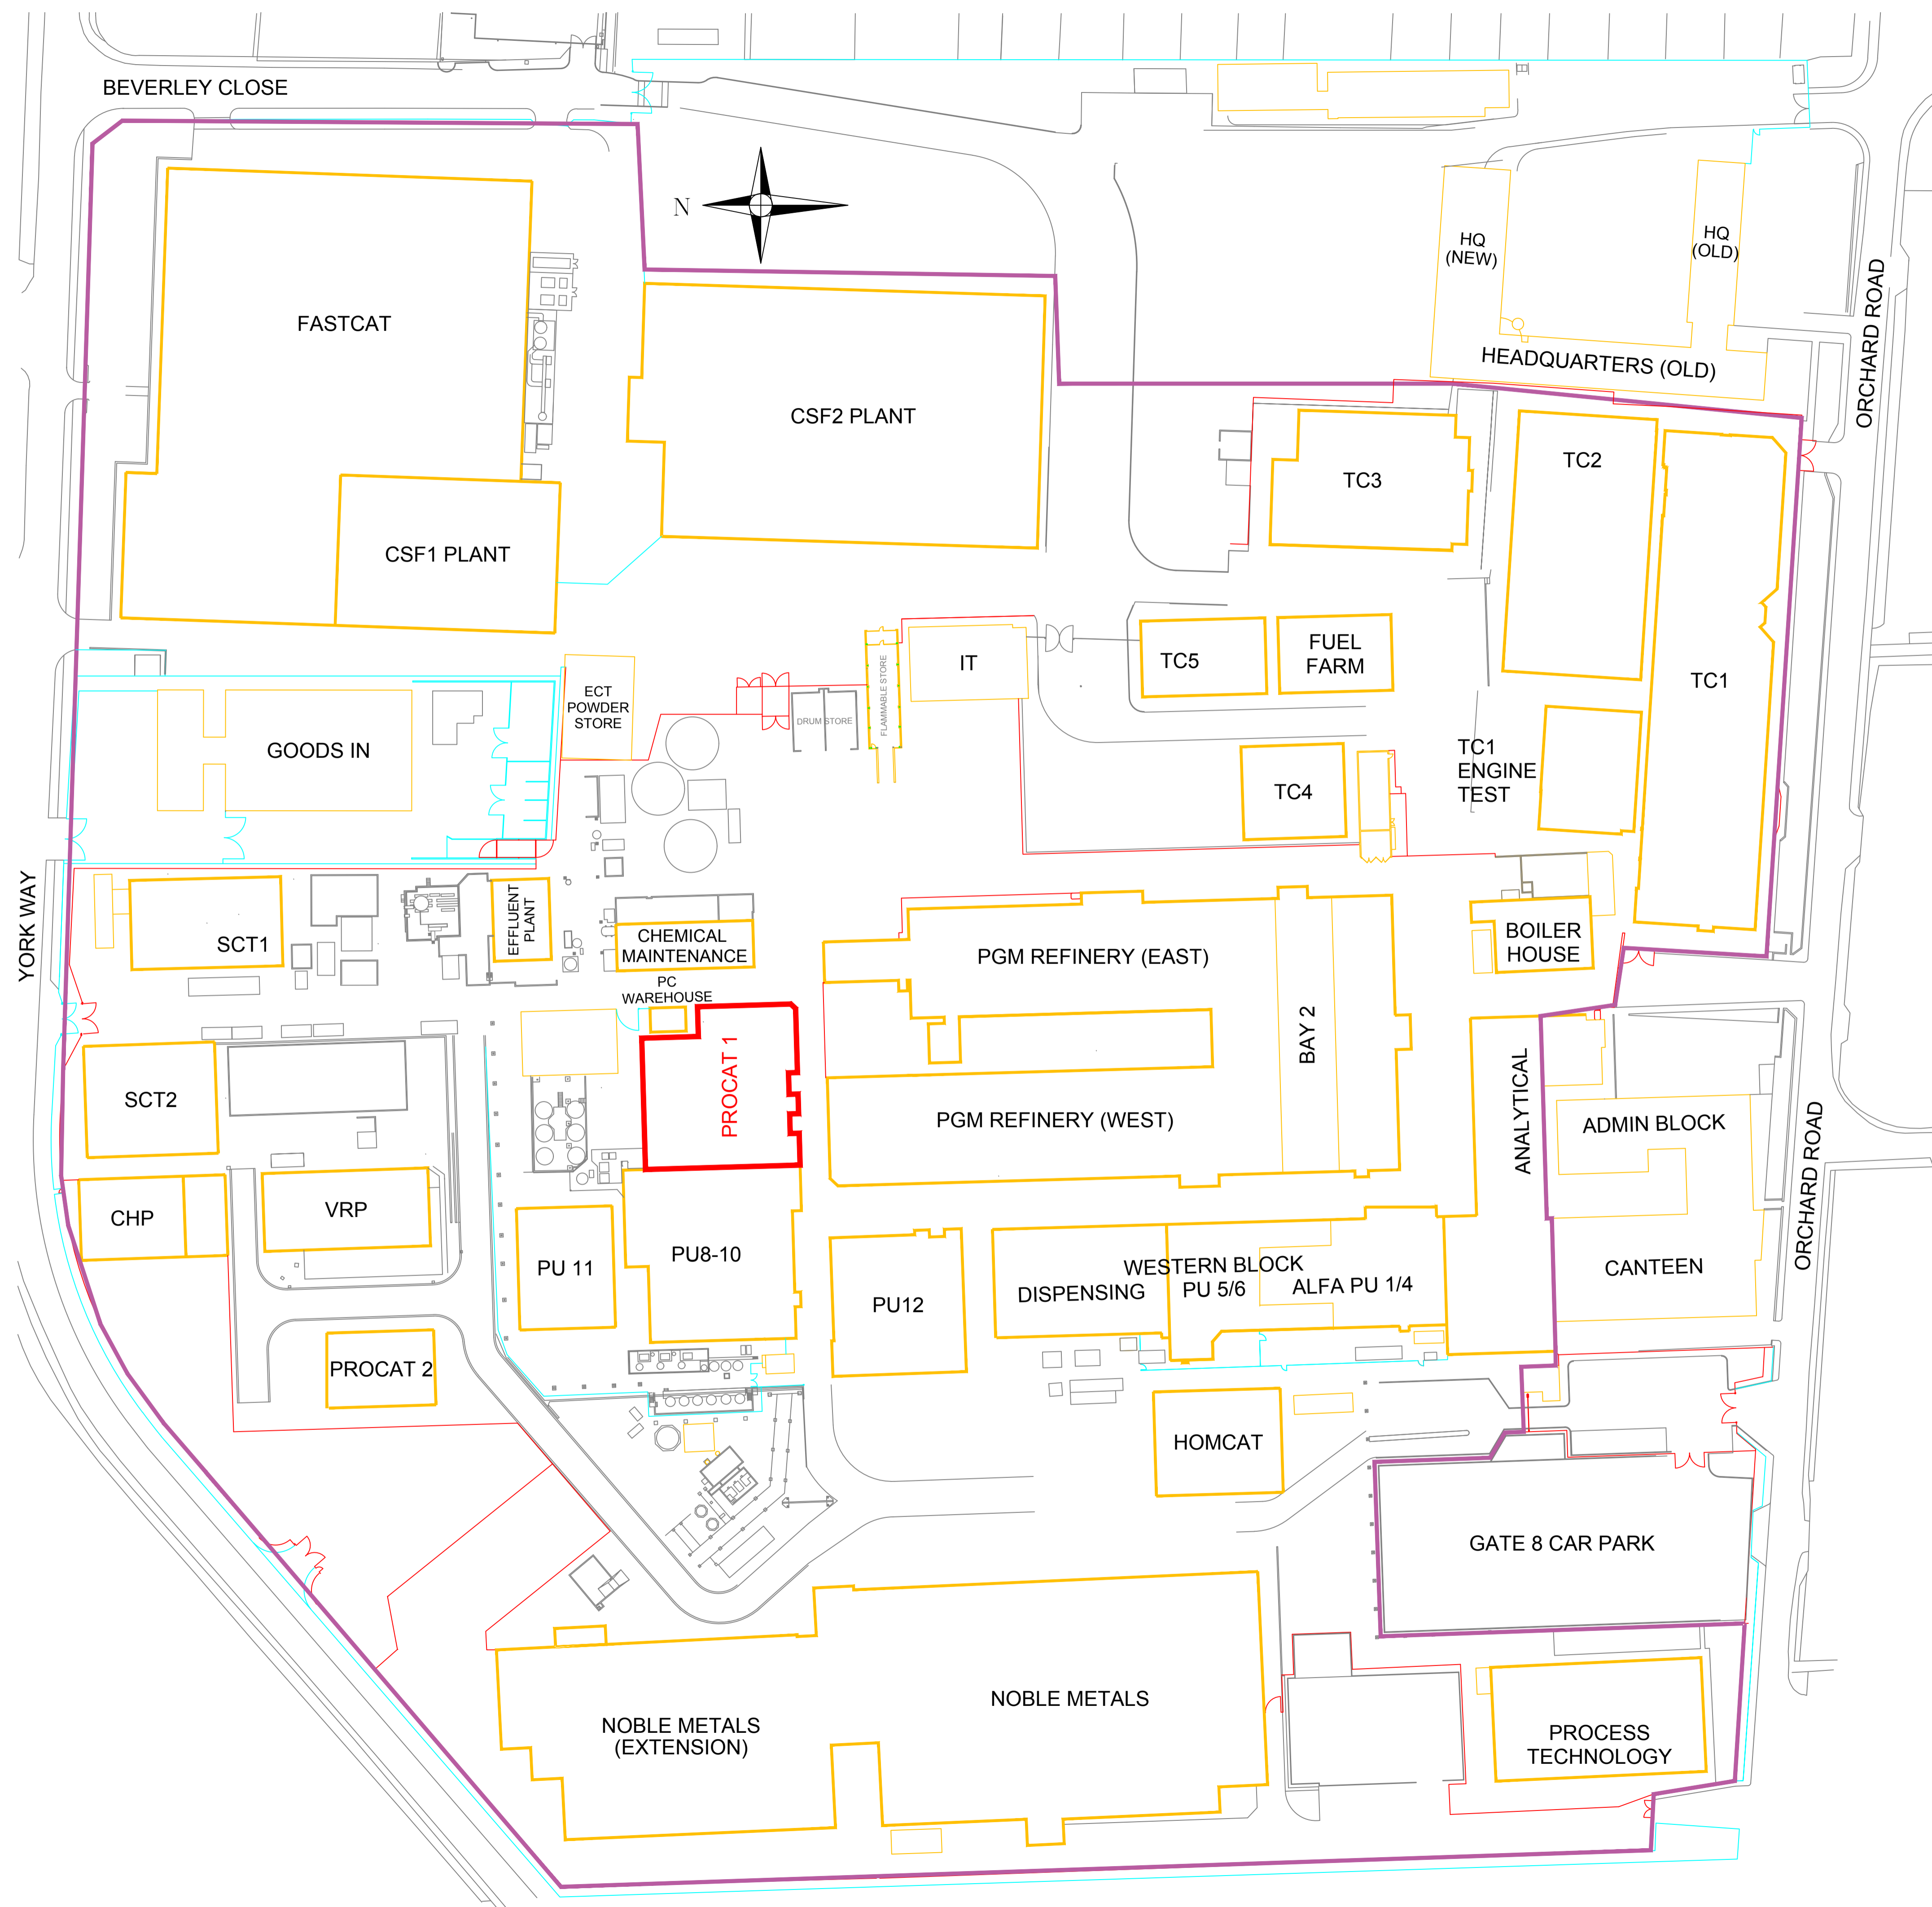 BEVERLEY CLOSE
N
HQ
(NEW)
HQ
(OLD)
ORCHARD ROAD
FASTCAT
HEADQUARTERS (OLD)
CSF2 PLANT
TC3
TC2
CSF1 PLANT
TC1
IT
TC5
FUEL
FARM
ECT
POWDER
STORE
FLAMMABLE STORE
DRUM STORE
GOODS IN
TC1
ENGINE
TEST
TC4
YORK WAY
SCT1
EFFLUENT
PLANT
CHEMICAL
MAINTENANCE
PGM REFINERY (EAST)
BOILER
HOUSE
PC
WAREHOUSE
BAY 2
PROCAT 1
SCT2
PGM REFINERY (WEST)
ANALYTICAL
ADMIN BLOCK
ORCHARD ROAD
CHP
VRP
PU 11
PU8-10
PU12
DISPENSING
WESTERN BLOCK
PU 5/6
ALFA PU 1/4
CANTEEN
PROCAT 2
HOMCAT
GATE 8 CAR PARK
NOBLE METALS
NOBLE METALS
(EXTENSION)
PROCESS
TECHNOLOGY